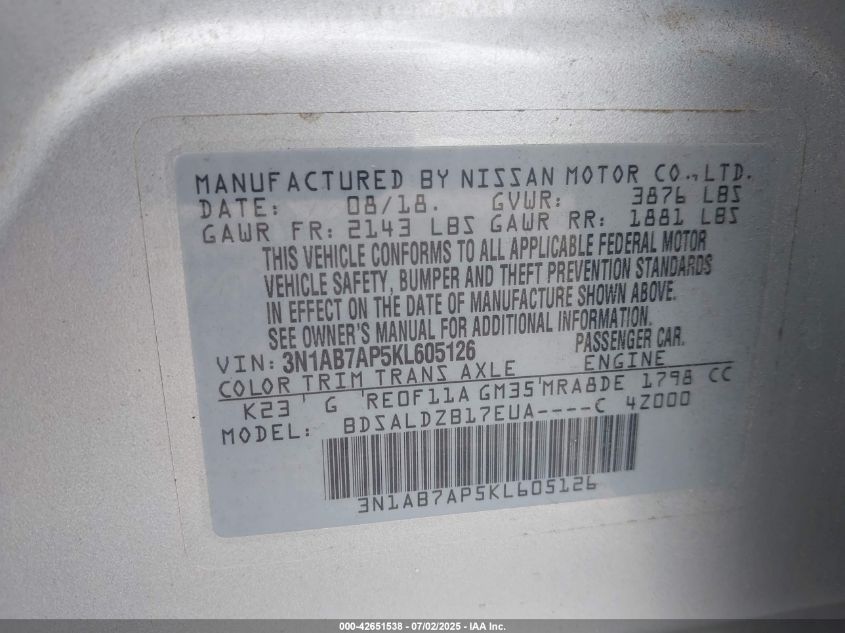 MANUFACTURED BY NISSAN MOTOR CO., LTD.
DATE: 08/18. GVWR: 3876 LBS
GAWR FR: 2143 LBS GAWR RR: 1881 LBS
THIS VEHICLE CONFORMS TO ALL APPLICABLE FEDERAL MOTOR
VEHICLE SAFETY, BUMPER AND THEFT PREVENTION STANDARDS
IN EFFECT ON THE DATE OF MANUFACTURE SHOWN ABOVE.
SEE OWNER'S MANUAL FOR ADDITIONAL INFORMATION.
VIN: 3N1AB7AP5KL605126 PASSENGER CAR.
COLOR TRIM TRANS AXLE ENGINE
K23 ' G 'RE0F11A GM35'MRA8DE 1798 CC
MODEL: BDSALDZB17EUA----C 4Z000
3N1AB7AP5KL605126
000-42651538 - 07/02/2025 - IAA Inc.